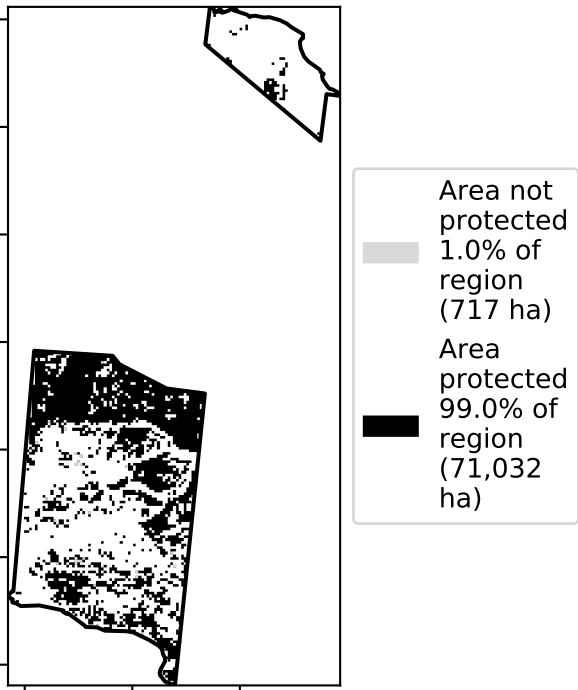 Area not
protected
1.0% of
region
(717 ha)
Area
protected
99.0% of
region
(71,032
ha)